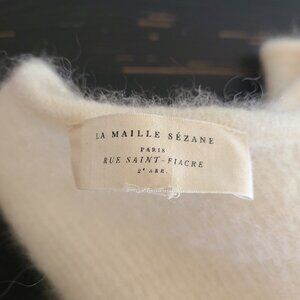 LA MAILLE SÉZANE
PARIS
RUE SAINT-FIACRE
2e ARR.